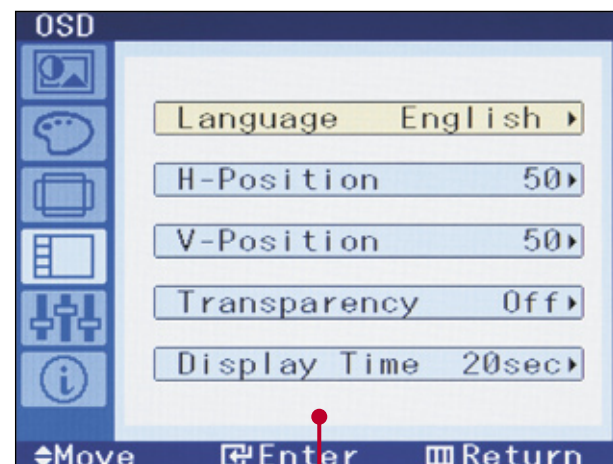 OSD
Language English
H-Position 50
V-Position 50
Transparency Off
Display Time 20sec
Move Enter Return